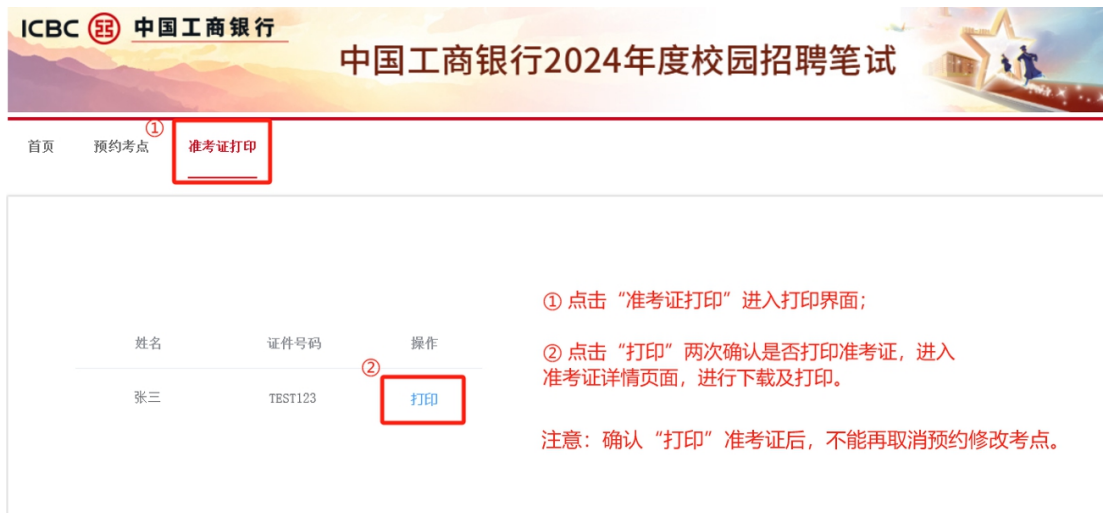 ICBC 中国工商银行
中国工商银行2024年度校园招聘笔试
①
首页 预约考点 准考证打印
① 点击“准考证打印”进入打印界面；
姓名 证件号码 操作
② 点击“打印”两次确认是否打印准考证，进入
准考证详情页面，进行下载及打印。
②
张三 TEST123 打印
注意：确认“打印”准考证后，不能再取消预约修改考点。